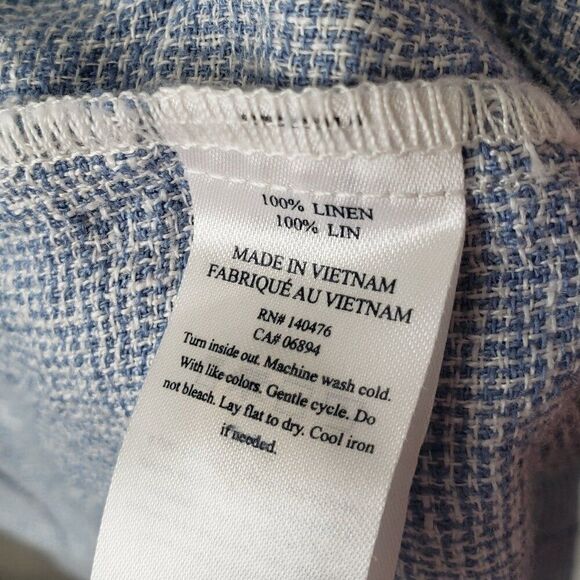 100% LINEN
100% LIN
MADE IN VIETNAM
FABRIQUÉ AU VIETNAM
RN# 140476
CA# 06894
Turn inside out. Machine wash cold.
With like colors. Gentle cycle. Do
not bleach. Lay flat to dry. Cool iron
if needed.